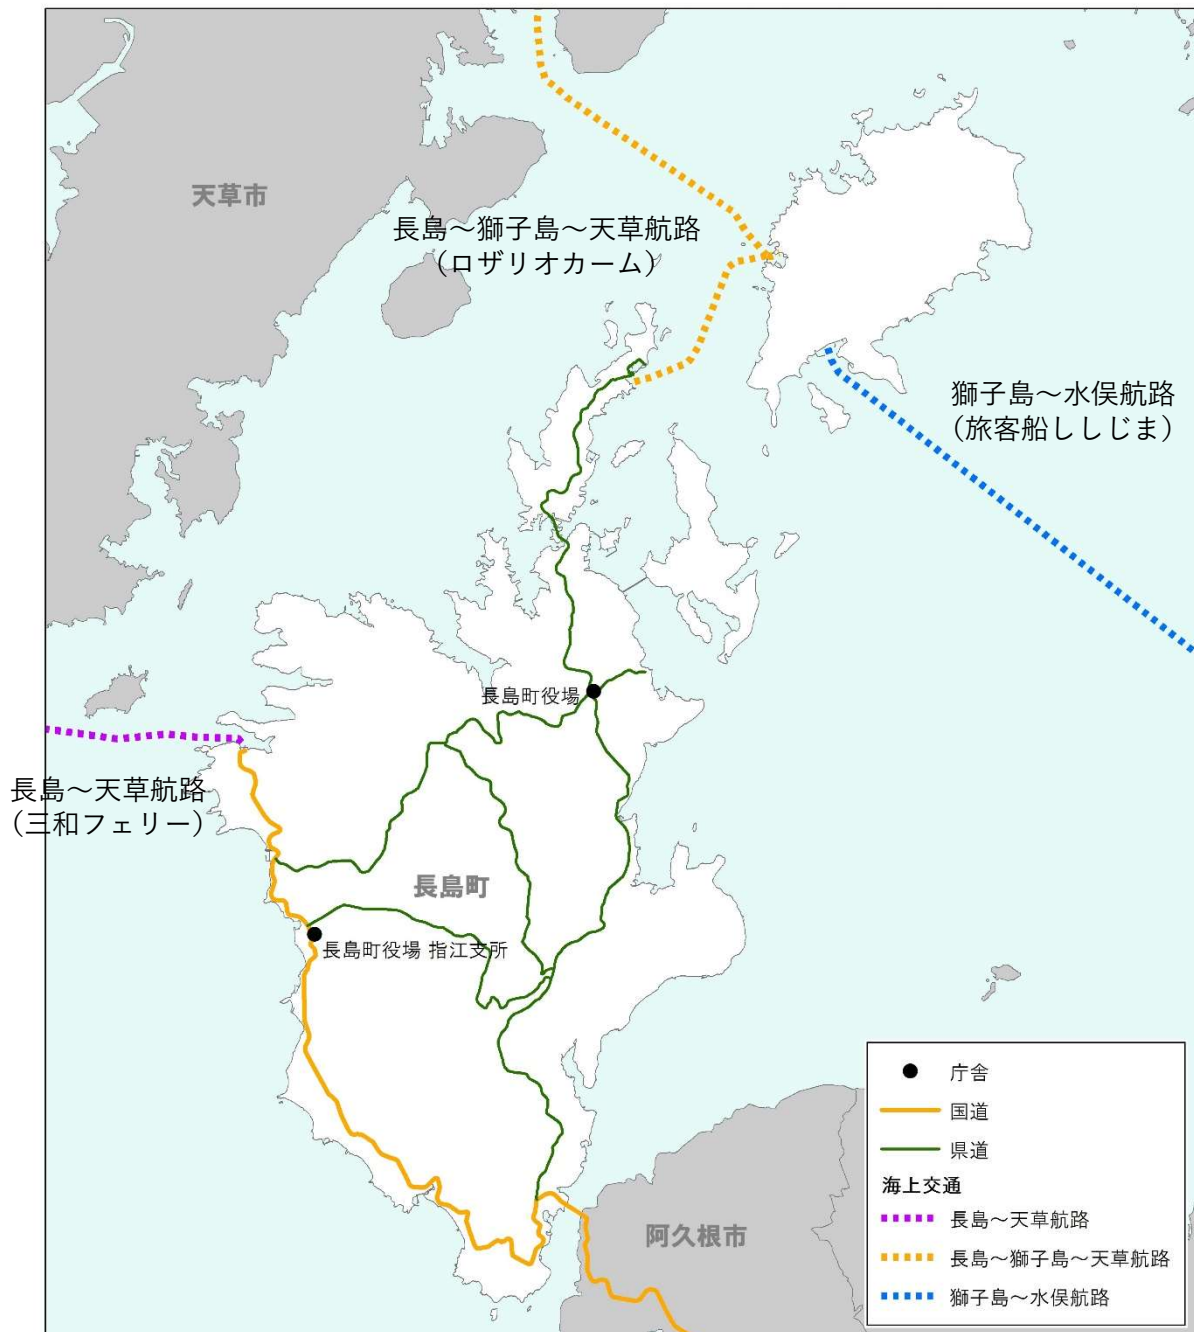 天草市
長島～獅子島～天草航路
（ロザリオカーム）
獅子島～水俣航路
（旅客船ししじま）
長島町役場
長島～天草航路
（三和フェリー）
長島町
長島町役場 指江支所
阿久根市
庁舎
国道
県道
海上交通
長島～天草航路
長島～獅子島～天草航路
獅子島～水俣航路